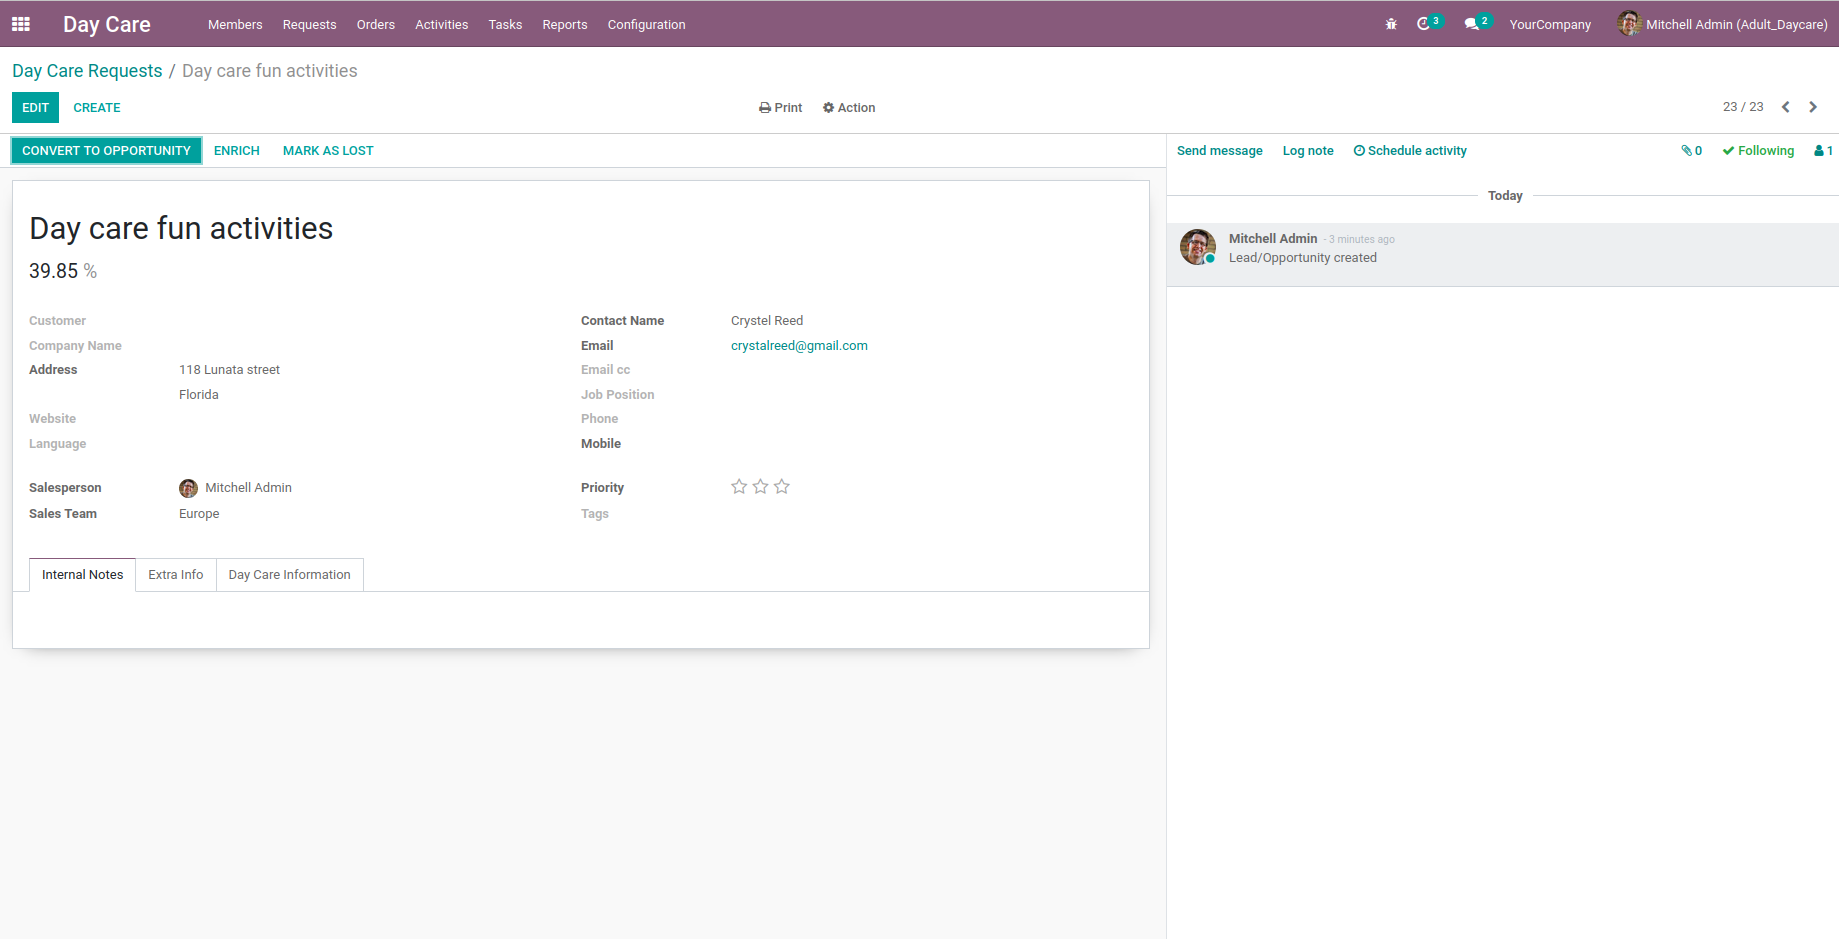 Day Care Members Requests Orders Activities Tasks Reports Configuration 3 2 YourCompany Mitchell Admin (Adult_Daycare)
Day Care Requests / Day care fun activities
EDIT CREATE Print Action 23 / 23
CONVERT TO OPPORTUNITY ENRICH MARK AS LOST
Send message Log note Schedule activity 0 Following 1
Day care fun activities
39.85 %
Customer
Company Name
Address 118 Lunata street
Florida
Website
Language
Contact Name Crystel Reed
Email crystalreed@gmail.com
Email cc
Job Position
Phone
Mobile
Salesperson Mitchell Admin
Sales Team Europe
Priority
Tags
Internal Notes Extra Info Day Care Information
Today
Mitchell Admin - 3 minutes ago
Lead/Opportunity created